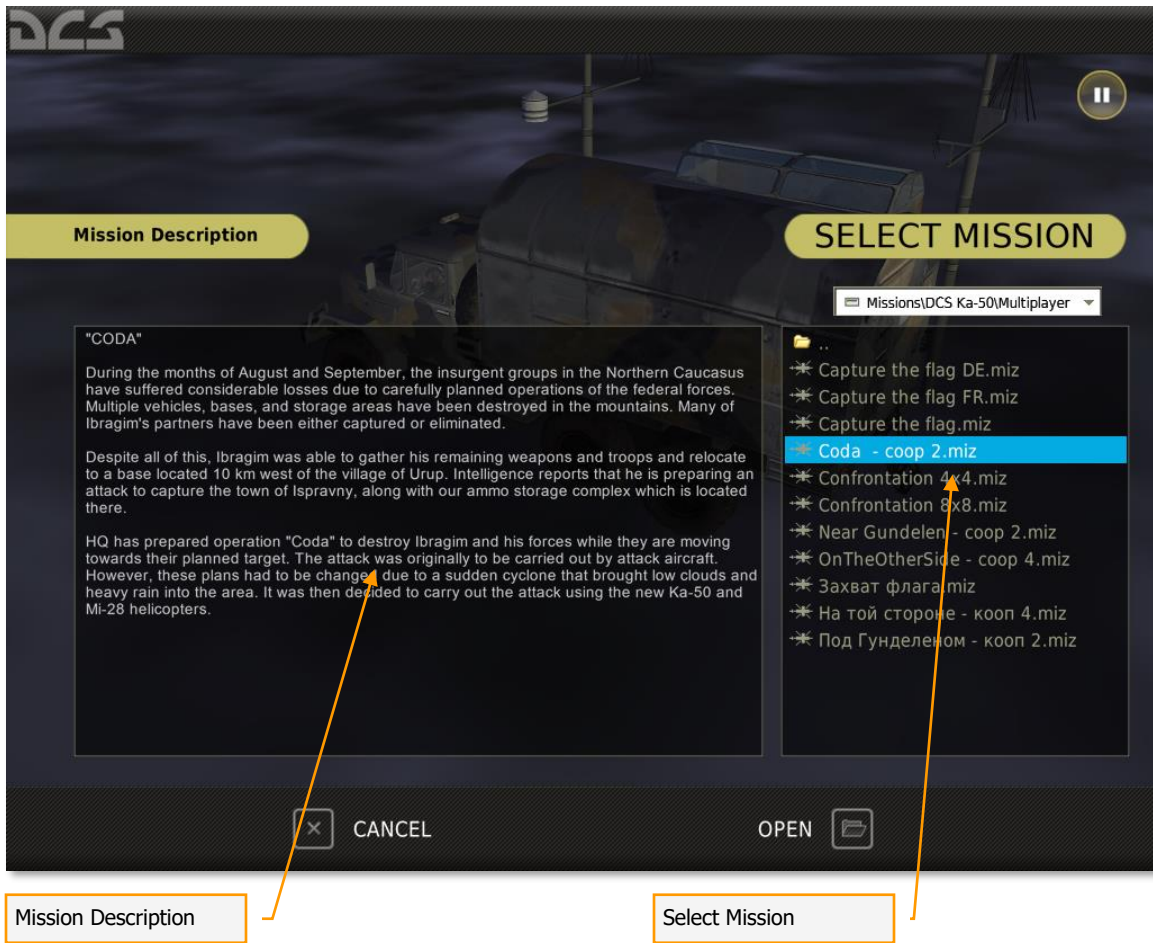 DCS
Mission Description
SELECT MISSION
Missions\DCS Ka-50\Multiplayer
"CODA"
During the months of August and September, the insurgent groups in the Northern Caucasus
have suffered considerable losses due to carefully planned operations of the federal forces.
Multiple vehicles, bases, and storage areas have been destroyed in the mountains. Many of
Ibragim's partners have been either captured or eliminated.
Despite all of this, Ibragim was able to gather his remaining weapons and troops and relocate
to a base located 10 km west of the village of Urup. Intelligence reports that he is preparing an
attack to capture the town of Ispravny, along with our ammo storage complex which is located
there.
HQ has prepared operation "Coda" to destroy Ibragim and his forces while they are moving
towards their planned target. The attack was originally to be carried out by attack aircraft.
However, these plans had to be changed due to a sudden cyclone that brought low clouds and
heavy rain into the area. It was then decided to carry out the attack using the new Ka-50 and
Mi-28 helicopters.
..
Capture the flag DE.miz
Capture the flag FR.miz
Capture the flag.miz
Coda - coop 2.miz
Confrontation 4x4.miz
Confrontation 8x8.miz
Near Gundelen - coop 2.miz
OnTheOtherSide - coop 4.miz
Захват флага.miz
На той стороне - кооп 4.miz
Под Гунделеном - кооп 2.miz
CANCEL
OPEN
Mission Description
Select Mission